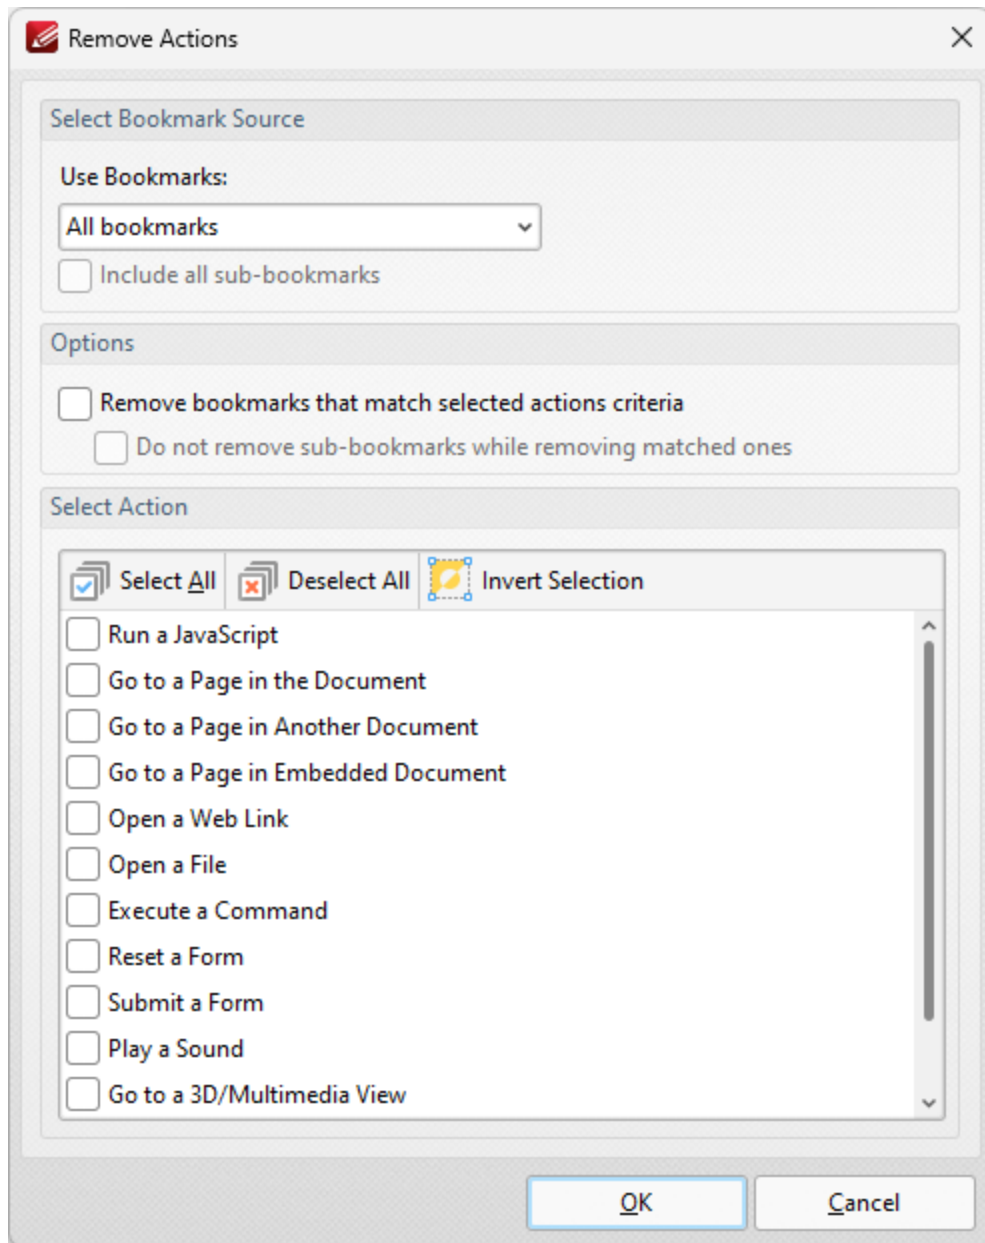 Remove Actions
Select Bookmark Source
Use Bookmarks:
All bookmarks
Include all sub-bookmarks
Options
Remove bookmarks that match selected actions criteria
Do not remove sub-bookmarks while removing matched ones
Select Action
Select All Deselect All Invert Selection
Run a JavaScript
Go to a Page in the Document
Go to a Page in Another Document
Go to a Page in Embedded Document
Open a Web Link
Open a File
Execute a Command
Reset a Form
Submit a Form
Play a Sound
Go to a 3D/Multimedia View
OK Cancel